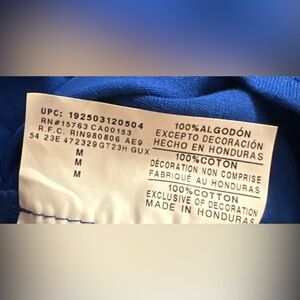 UPC: 192503120504
RN#15763 CA00153
R.F.C. RIN980806 AE9
54 23E 472329GT23H GUX
M
M
M
100%ALGODÓN
EXCEPTO DECORACIÓN
HECHO EN HONDURAS
100%COTON
DÉCORATION NON COMPRISE
FABRIQUÉ AU HONDURAS
100%COTTON
EXCLUSIVE OF DECORATION
MADE IN HONDURAS